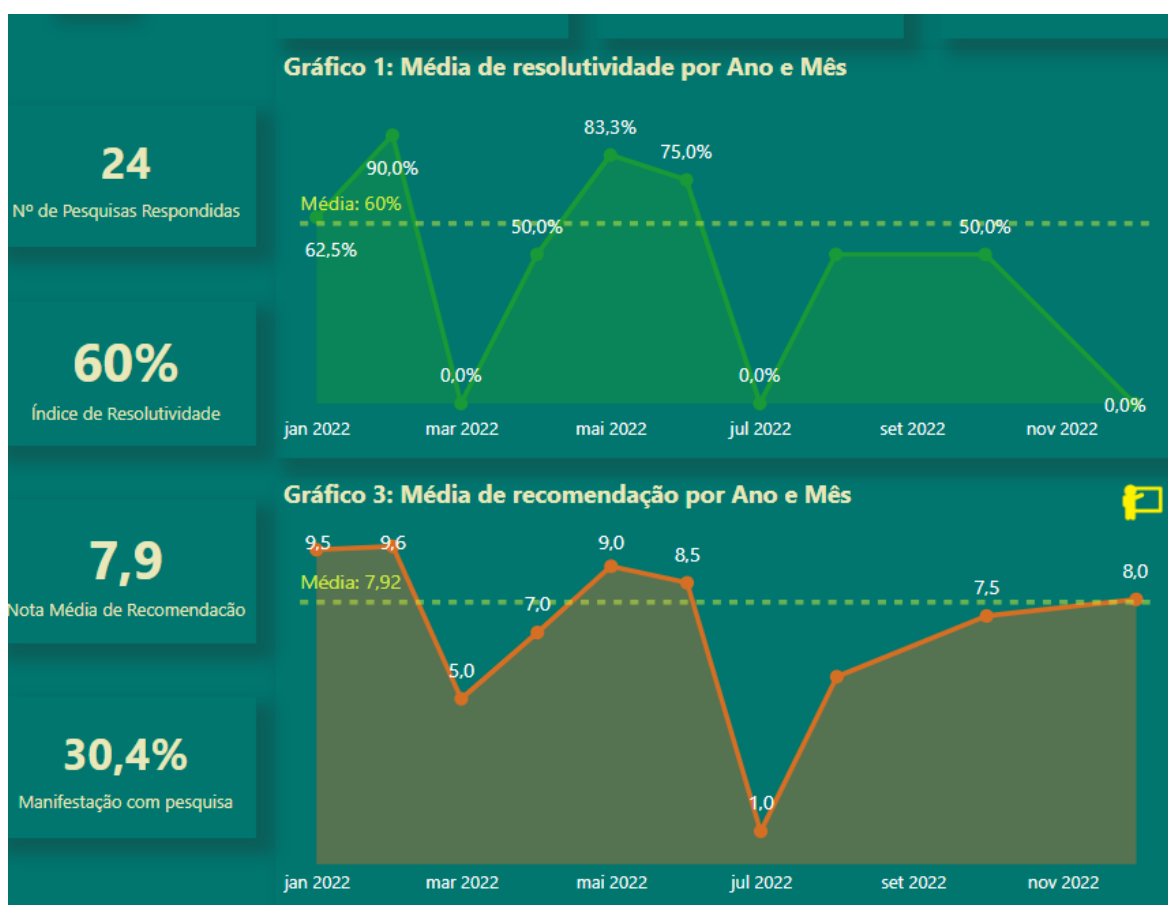 24
Nº de Pesquisas Respondidas
60%
Índice de Resolutividade
7,9
Nota Média de Recomendacão
30,4%
Manifestação com pesquisa
Gráfico 1: Média de resolutividade por Ano e Mês
83,3%
75,0%
90,0%
Média: 60%
50,0%
50,0%
62,5%
0,0%
0,0%
0,0%
jan 2022
mar 2022
mai 2022
jul 2022
set 2022
nov 2022
Gráfico 3: Média de recomendação por Ano e Mês
9,5
9,6
9,0
8,5
8,0
Média: 7,92
7,5
7,0
5,0
1,0
jan 2022
mar 2022
mai 2022
jul 2022
set 2022
nov 2022